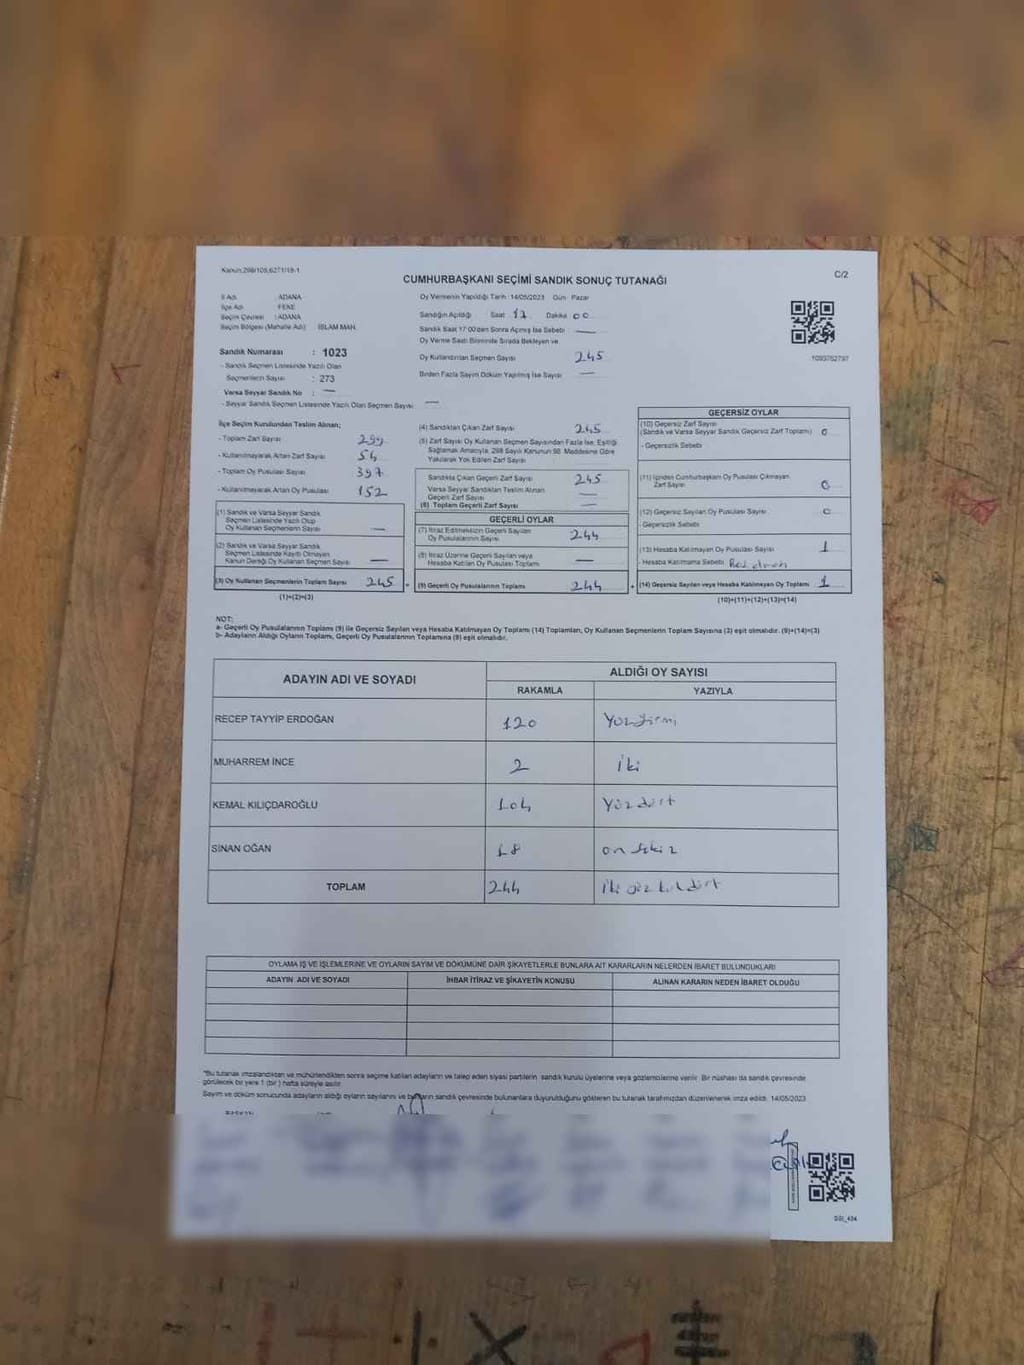 Kanun:298/105,6271/19-1
C/2
CUMHURBAŞKANI SEÇİMİ SANDIK SONUÇ TUTANAĞI
İl Adı : ADANA
İlçe Adı : FEKE
Seçim Çevresi : ADANA
Seçim Bölgesi (Mahalle Adı) : İSLAM MAH.
Sandık Numarası : 1023
- Sandık Seçmen Listesinde Yazılı Olan
Seçmenlerin Sayısı : 273
Varsa Seyyar Sandık No : —
- Seyyar Sandık Seçmen Listesinde Yazılı Olan Seçmen Sayısı —
Oy Vermenin Yapıldığı Tarih :14/05/2023 Gün Pazar
Sandığın Açıldığı Saat 17 Dakika 00
Sandık Saat 17:00'den Sonra Açılmış İse Sebebi —
Oy Verme Saati Bitiminde Sırada Bekleyen ve
Oy Kullandırılan Seçmen Sayısı 245
Birden Fazla Sayım Döküm Yapılmış İse Sayısı —
1093762797
İlçe Seçim Kurulundan Teslim Alınan;
- Toplam Zarf Sayısı 299
- Kullanılmayarak Artan Zarf Sayısı 54
- Toplam Oy Pusulası Sayısı 397
- Kullanılmayarak Artan Oy Pusulası 152
(1) Sandık ve Varsa Seyyar Sandık
Seçmen Listesinde Yazılı Olup
Oy Kullanan Seçmenlerin Sayısı —
(2) Sandık ve Varsa Seyyar Sandık
Seçmen Listesinde Kayıtlı Olmayan
Kanun Gereği Oy Kullanan Seçmenlerin Sayısı —
(3) Oy Kullanan Seçmenlerin Toplam Sayısı 245
(1)+(2)=(3)
(4) Sandıktan Çıkan Zarf Sayısı 245
(5) Zarf Sayısı Oy Kullanan Seçmen Sayısından Fazla İse; Eşitliği
Sağlamak Amacıyla, 298 Sayılı Kanunun 98. Maddesine Göre
Yakılarak Yok Edilen Zarf Sayısı
Sandıkta Çıkan Geçerli Zarf Sayısı 245
Varsa Seyyar Sandıktan Teslim Alınan
Geçerli Zarf Sayısı —
(6) Toplam Geçerli Zarf Sayısı —
GEÇERLİ OYLAR
(7) İtiraz Edilmeksizin Geçerli Sayılan
Oy Pusulalarının Sayısı 244
(8) İtiraz Üzerine Geçerli Sayılan veya
Hesaba Katılan Oy Pusulası Toplamı —
(9) Geçerli Oy Pusulalarının Toplamı 244
GEÇERSİZ OYLAR
(10) Geçersiz Zarf Sayısı
(Sandık ve Varsa Seyyar Sandık Geçersiz Zarf Toplamı) 0
- Geçersizlik Sebebi
(11) İçinden Cumhurbaşkanı Oy Pusulası Çıkmayan
Zarf Sayısı 0
(12) Geçersiz Sayılan Oy Pusulası Sayısı 0
- Geçersizlik Sebebi
(13) Hesaba Katılmayan Oy Pusulası Sayısı 1
- Hesaba Katılmama Sebebi
(14) Geçersiz Sayılan veya Hesaba Katılmayan Oy Toplamı 1
(10)+(11)+(12)+(13)=(14)
NOT:
a- Geçerli Oy Pusulalarının Toplamı (9) ile Geçersiz Sayılan veya Hesaba Katılmayan Oy Toplamı (14) Toplamları, Oy Kullanan Seçmenlerin Toplam Sayısına (3) eşit olmalıdır. (9)+(14)=(3)
b- Adayların Aldığı Oyların Toplamı, Geçerli Oy Pusulalarının Toplamına (9) eşit olmalıdır.
ADAYIN ADI VE SOYADI
ALDIĞI OY SAYISI
RAKAMLA YAZIYLA
RECEP TAYYİP ERDOĞAN 120 Yüzyirmi
MUHARREM İNCE 2 iki
KEMAL KILIÇDAROĞLU 104 Yüzdört
SİNAN OĞAN 18 on sekiz
TOPLAM 244 iki yüz kırkdört
OYLAMA İŞ VE İŞLEMLERİNE VE OYLARIN SAYIM VE DÖKÜMÜNE DAİR ŞİKAYETLERLE BUNLARA AİT KARARLARIN NELERDEN İBARET BULUNDUKLARI
ADAYIN ADI VE SOYADI İHBAR İTİRAZ VE ŞİKAYETİN KONUSU ALINAN KARARIN NEDEN İBARET OLDUĞU
"Bu tutanak imzalandıktan ve mühürlendikten sonra seçime katılan adayların ve talep eden siyasi partilerin sandık kurulu üyelerine veya gözlemcilerine verilir. Bir nüshası da sandık çevresinde
görülecek bir yere 1 (bir) hafta süreyle asılır.
Sayım ve döküm sonucunda adayların aldığı oyların sayılarını ve bunların sandık çevresinde bulunanlara duyurulduğunu gösteren bu tutanak tarafımızdan düzenlenerek imza edildi. 14/05/2023
BAŞKAN